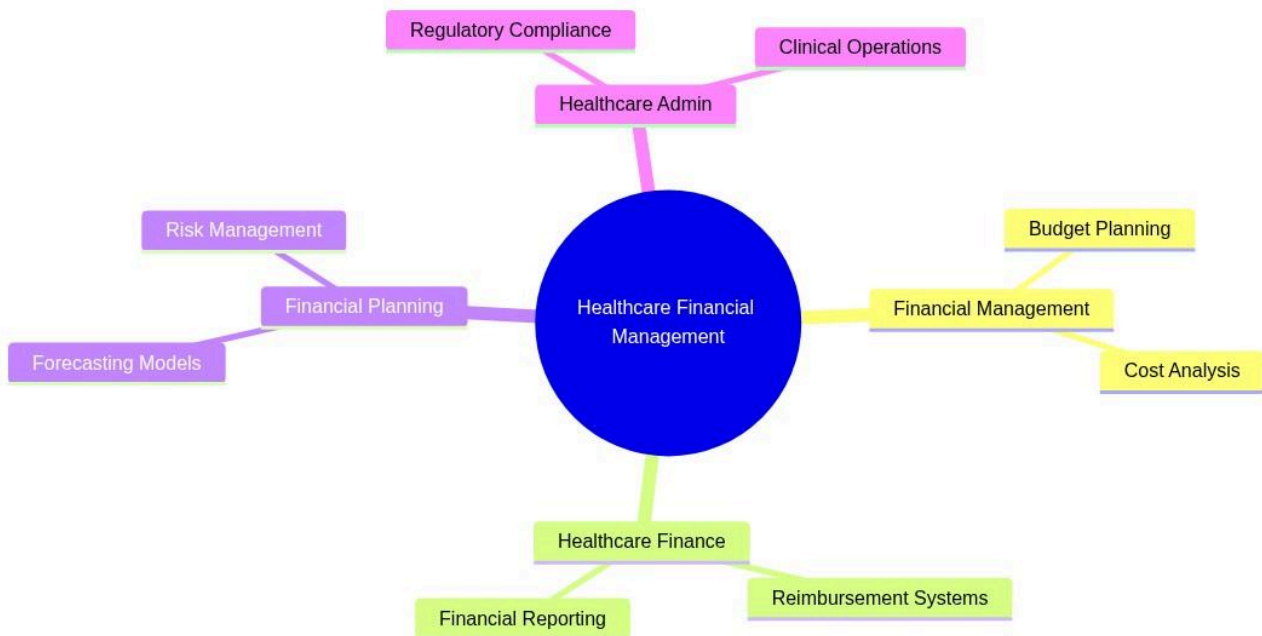 Regulatory Compliance
Clinical Operations
Healthcare Admin
Risk Management
Budget Planning
Financial Planning
Healthcare Financial
Management
Financial Management
Forecasting Models
Cost Analysis
Healthcare Finance
Financial Reporting
Reimbursement Systems